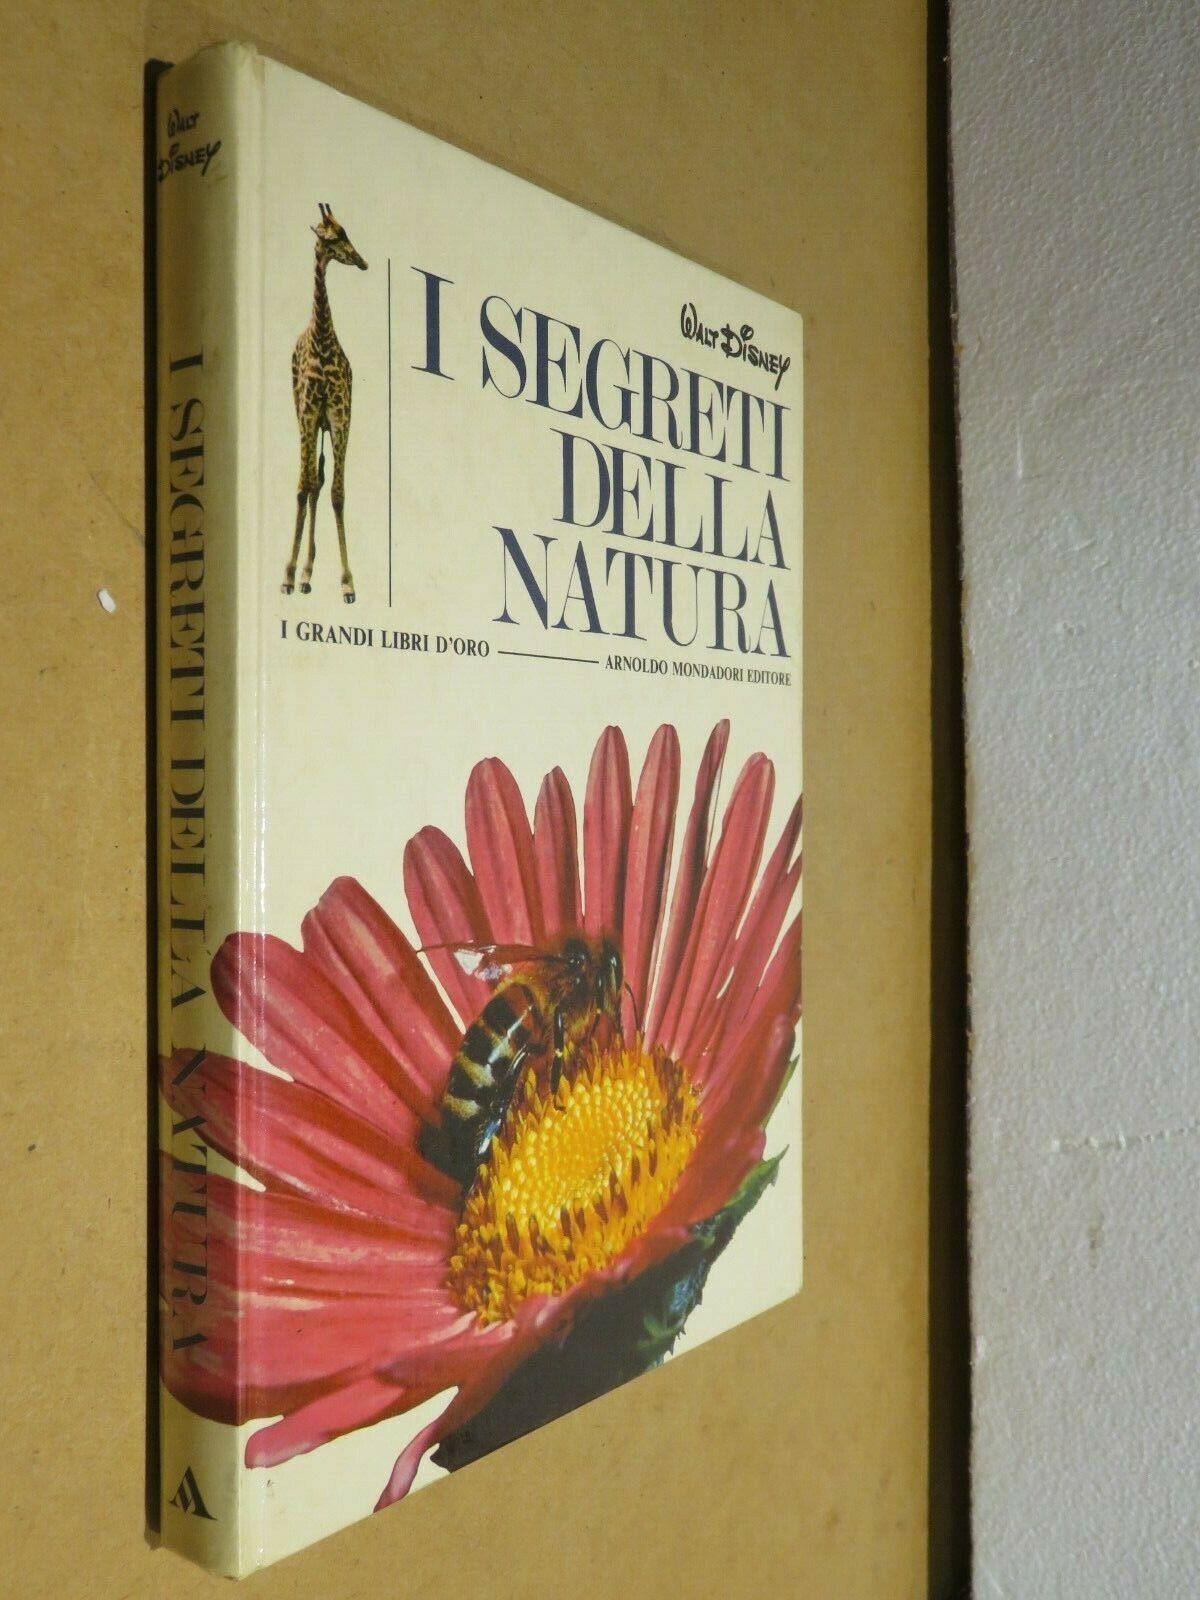 WALT
DISNEY
I SEGRETI DELLA NATURA
WALT DISNEY
I SEGRETI
DELLA
NATURA
I GRANDI LIBRI D'ORO
ARNOLDO MONDADORI EDITORE